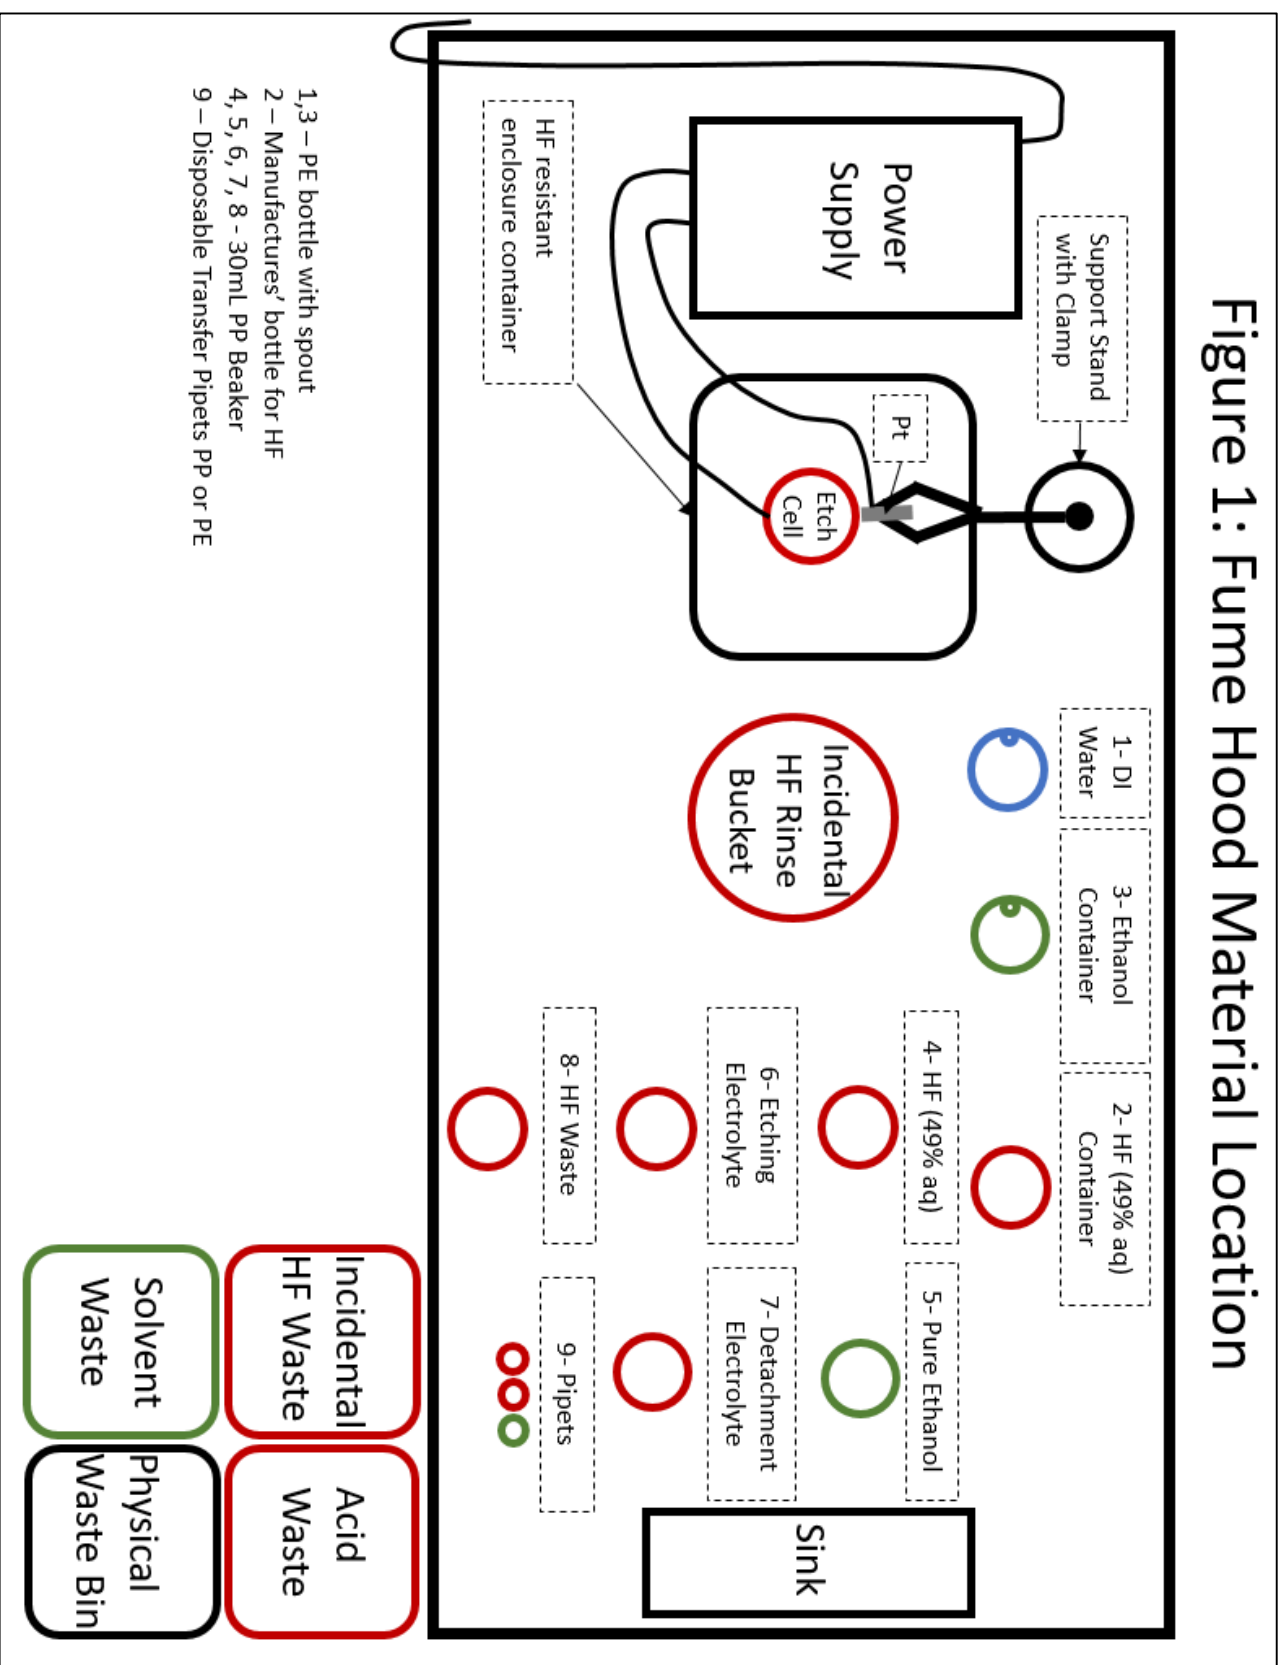 Figure 1: Fume Hood Material Location
Support Stand
with Clamp
Power
Supply
Pt
Etch
Cell
HF resistant
enclosure container
1- DI
Water
3- Ethanol
Container
2- HF (49% aq)
Container
Incidental
HF Rinse
Bucket
4- HF (49% aq)
5- Pure Ethanol
6- Etching
Electrolyte
7- Detachment
Electrolyte
8- HF Waste
9- Pipets
Sink
1,3 – PE bottle with spout
2 – Manufactures’ bottle for HF
4, 5, 6, 7, 8 - 30mL PP Beaker
9 – Disposable Transfer Pipets PP or PE
Incidental
HF Waste
Acid
Waste
Solvent
Waste
Physical
Waste Bin